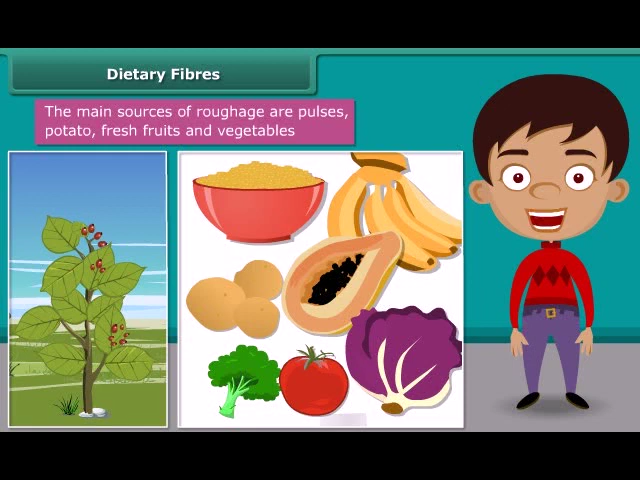 Dietary Fibres
The main sources of roughage are pulses,
potato, fresh fruits and vegetables